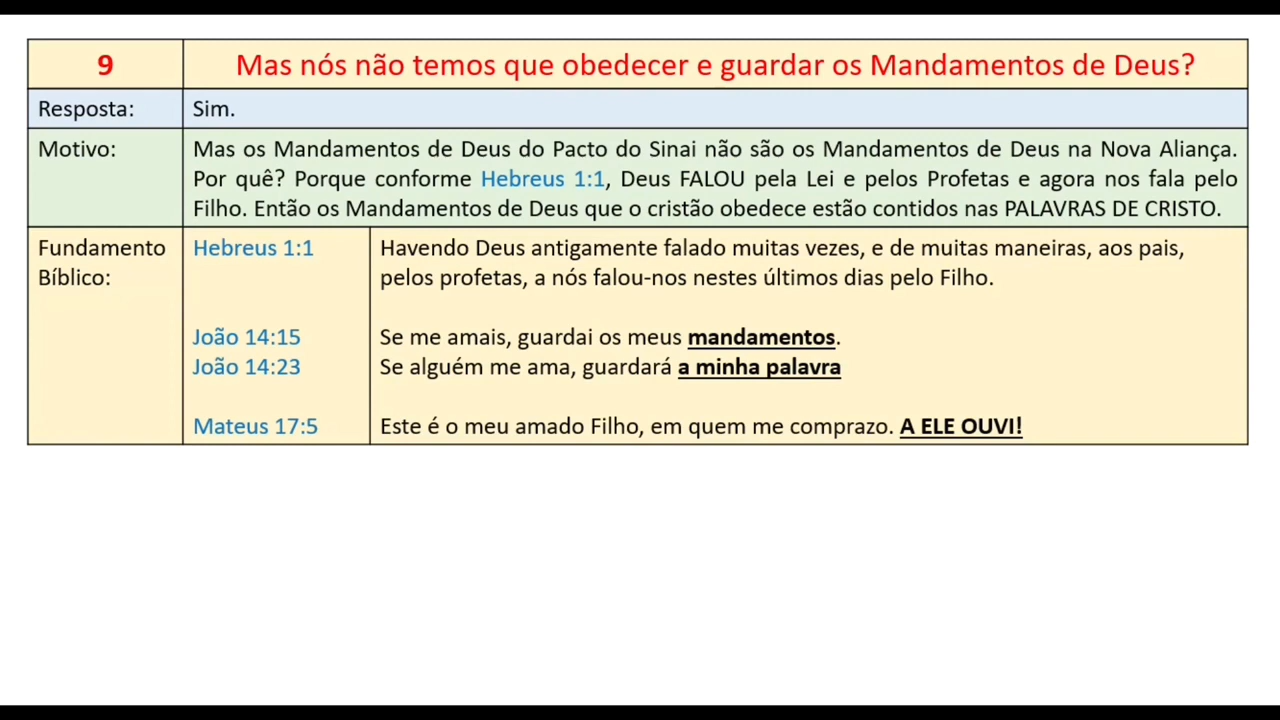 9 Mas nós não temos que obedecer e guardar os Mandamentos de Deus?
Resposta: Sim.
Motivo: Mas os Mandamentos de Deus do Pacto do Sinai não são os Mandamentos de Deus na Nova Aliança.
Por quê? Porque conforme Hebreus 1:1, Deus FALOU pela Lei e pelos Profetas e agora nos fala pelo
Filho. Então os Mandamentos de Deus que o cristão obedece estão contidos nas PALAVRAS DE CRISTO.
Fundamento Hebreus 1:1 Havendo Deus antigamente falado muitas vezes, e de muitas maneiras, aos pais,
Bíblico: pelos profetas, a nós falou-nos nestes últimos dias pelo Filho.
João 14:15 Se me amais, guardai os meus mandamentos.
João 14:23 Se alguém me ama, guardará a minha palavra
Mateus 17:5 Este é o meu amado Filho, em quem me comprazo. A ELE OUVI!